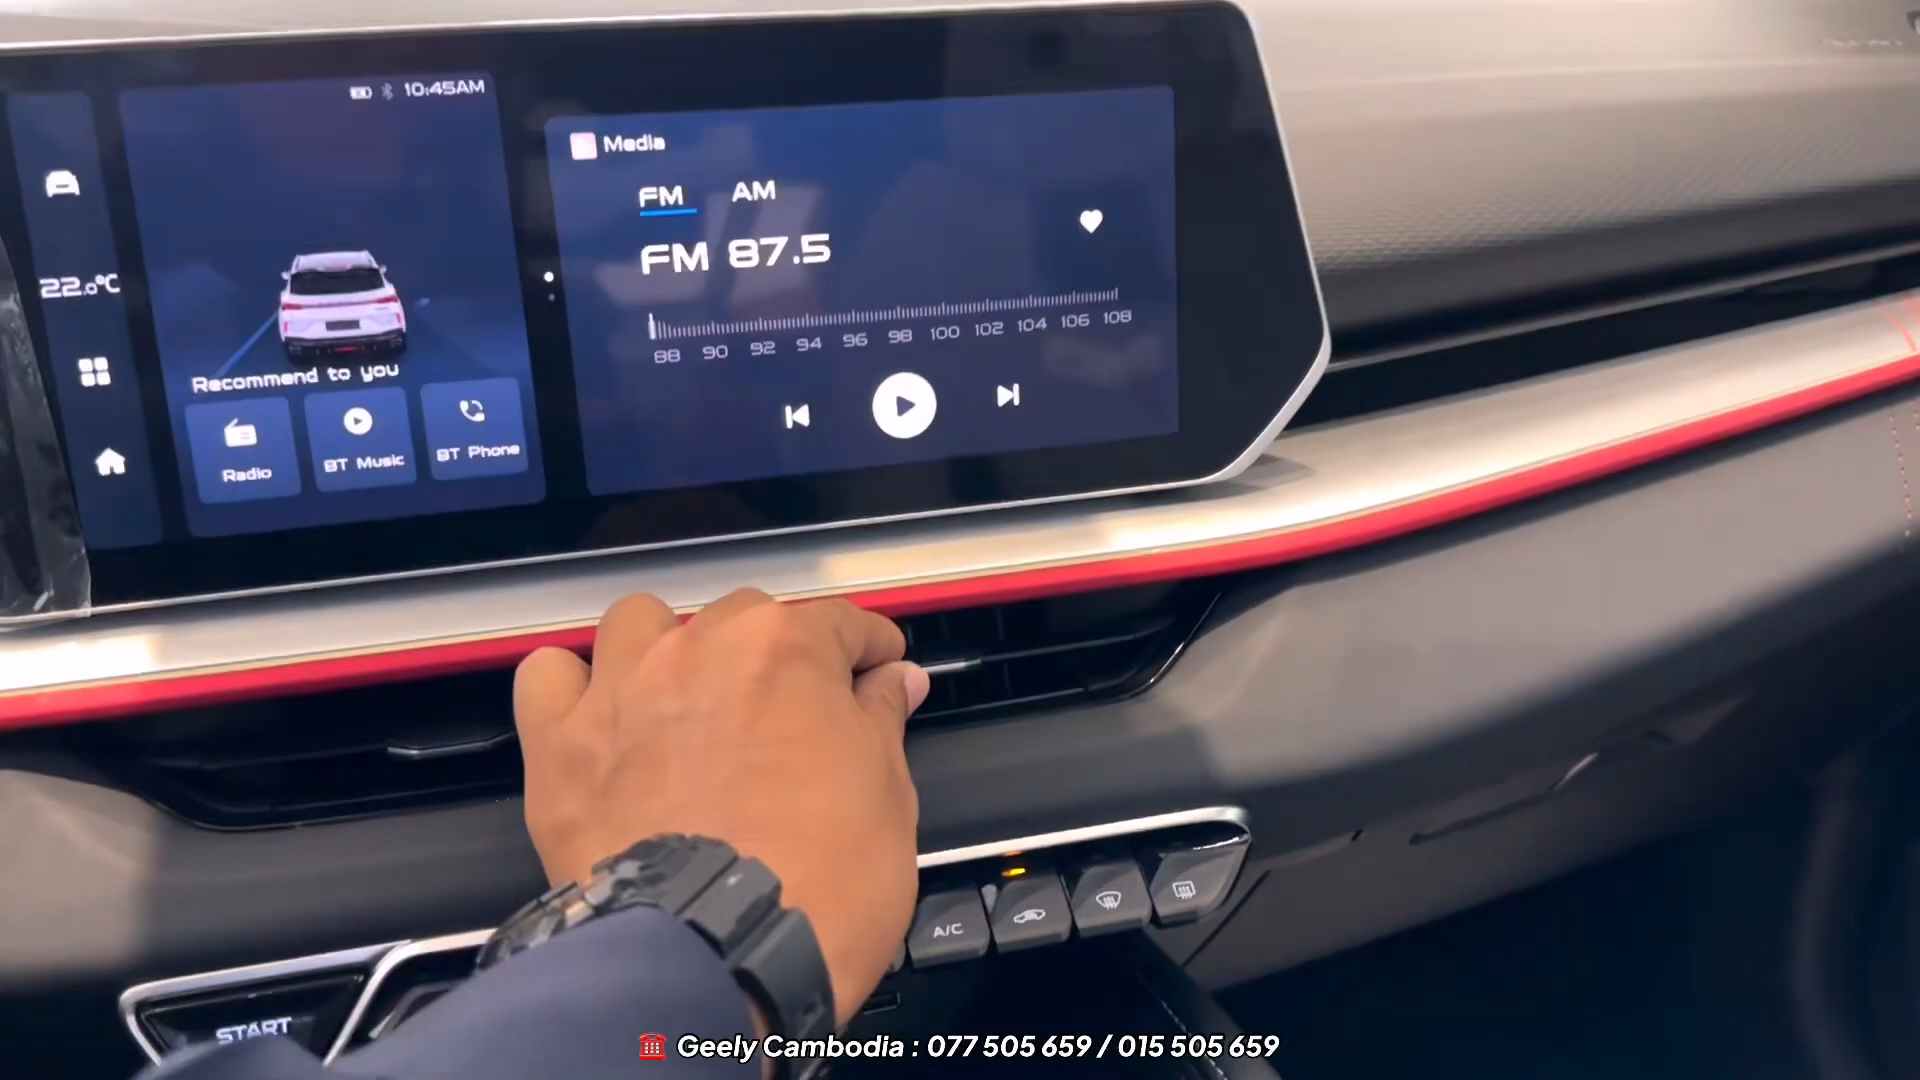 10:45AM
22.0°C
Recommend to you
Radio
BT Music
BT Phone
Media
FM AM
FM 87.5
88 90 92 94 96 98 100 102 104 106 108
A/C
START
Geely Cambodia : 077 505 659 / 015 505 659